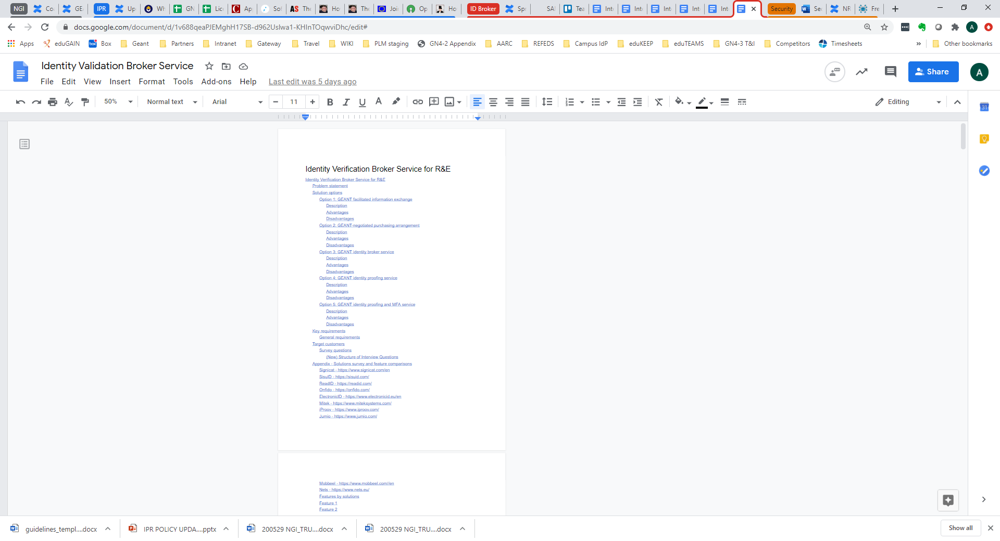 NGI Co GE IPR Up Wh GN Lic Ap Sof The Ho The Joi Op Ho ID Broker Sp SAI Tea Int Int Int Int Int Security Sec NR Fre
docs.google.com/document/d/1v688qeaPJEMghH17SB-d962Uslwa1-KHInTOqwviDhc/edit#
Apps eduGAIN Box Geant Partners Intranet Gateway Travel WIKI PLM staging GN4-2 Appendix AARC REFEDS Campus IdP eduKEEP eduTEAMS GN4-3 T&I Competitors Timesheets » Other bookmarks
Identity Validation Broker Service
Share
A
File Edit View Insert Format Tools Add-ons Help Last edit was 5 days ago
50% Normal text Arial 11 B I U A Editing
31
Identity Verification Broker Service for R&E
Identity Verification Broker Service for R&E
Problem statement
Solution options
Option 1: GEANT facilitated information exchange
Description
Advantages
Disadvantages
Option 2: GEANT-negotiated purchasing arrangement
Description
Advantages
Disadvantages
Option 3: GEANT identity broker service
Description
Advantages
Disadvantages
Option 4: GEANT identity proofing service
Description
Advantages
Disadvantages
Option 5: GEANT identity proofing and MFA service
Description
Advantages
Disadvantages
Key requirements
General requirements
Target customers
Survey questions
(New) Structure of Interview Questions
Appendix - Solutions survey and feature comparisons
Signicat - https://www.signicat.com/en
SisuID - https://sisuid.com/
ReadID - https://readid.com/
Onfido - https://onfido.com/
ElectronicID - https://www.electronicid.eu/en
Mitek - https://www.miteksystems.com/
iProov - https://www.iproov.com/
Jumio - https://www.jumio.com/
Mobbeel - https://www.mobbeel.com//en
Nets - https://www.nets.eu/
Features by solutions
Feature 1
Feature 2
guidelines_templ....docx IPR POLICY UPDA....pptx 200529 NGI_TRU....docx 200529 NGI_TRU....docx Show all